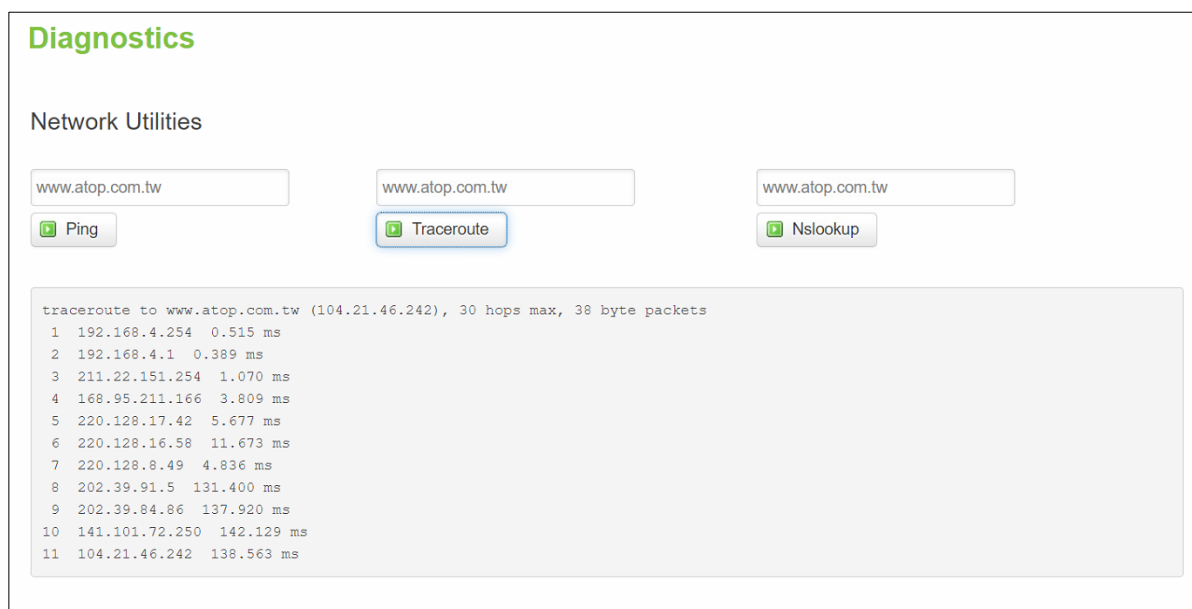 Diagnostics
Network Utilities
www.atop.com.tw www.atop.com.tw www.atop.com.tw
Ping Traceroute Nslookup
traceroute to www.atop.com.tw (104.21.46.242), 30 hops max, 38 byte packets
1 192.168.4.254 0.515 ms
2 192.168.4.1 0.389 ms
3 211.22.151.254 1.070 ms
4 168.95.211.166 3.809 ms
5 220.128.17.42 5.677 ms
6 220.128.16.58 11.673 ms
7 220.128.8.49 4.836 ms
8 202.39.91.5 131.400 ms
9 202.39.84.86 137.920 ms
10 141.101.72.250 142.129 ms
11 104.21.46.242 138.563 ms